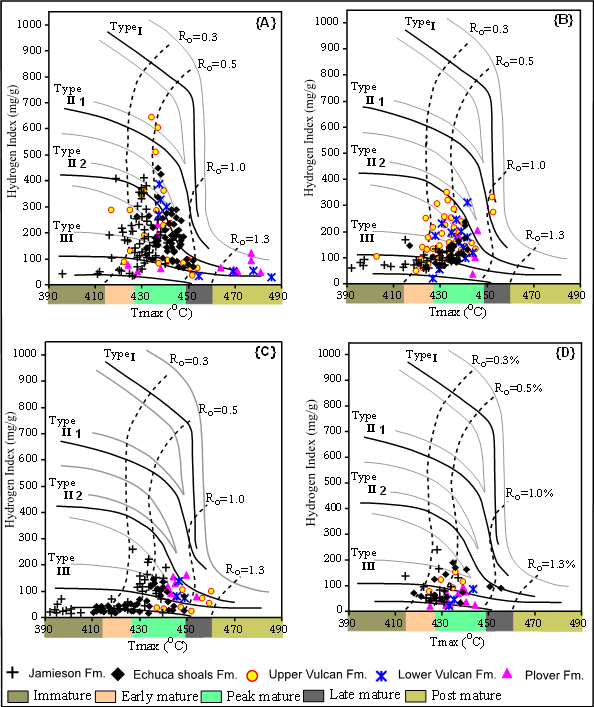 {A}
Hydrogen Index (mg/g)
1000
900
800
700
600
500
400
300
200
100
0
Type I
Type II 1
Type II 2
III
Ro=0.3
Ro=0.5
Ro=1.0
Ro=1.3
390 410 430 450 470 490
Tmax (°C)
{B}
Hydrogen Index (mg/g)
1000
900
800
700
600
500
400
300
200
100
0
Type I
Type II 1
Type II 2
Type III
Ro=0.3
Ro=0.5
Ro=1.0
Ro=1.3
390 410 430 450 470 490
Tmax (°C)
{C}
Hydrogen Index (mg/g)
1000
900
800
700
600
500
400
300
200
100
0
Type I
Type II 1
Type II 2
Type III
Ro=0.3
Ro=0.5
Ro=1.0
Ro=1.3
390 410 430 450 470 490
Tmax (°C)
{D}
Hydrogen Index (mg/g)
1000
900
800
700
600
500
400
300
200
100
0
Type I
Type II 1
Type II 2
Type III
Ro=0.3%
Ro=0.5%
Ro=1.0%
Ro=1.3%
390 410 430 450 470 490
Tmax (°C)
Jamieson Fm. Echuca shoals Fm. Upper Vulcan Fm. Lower Vulcan Fm. Plover Fm.
Immature Early mature Peak mature Late mature Post mature